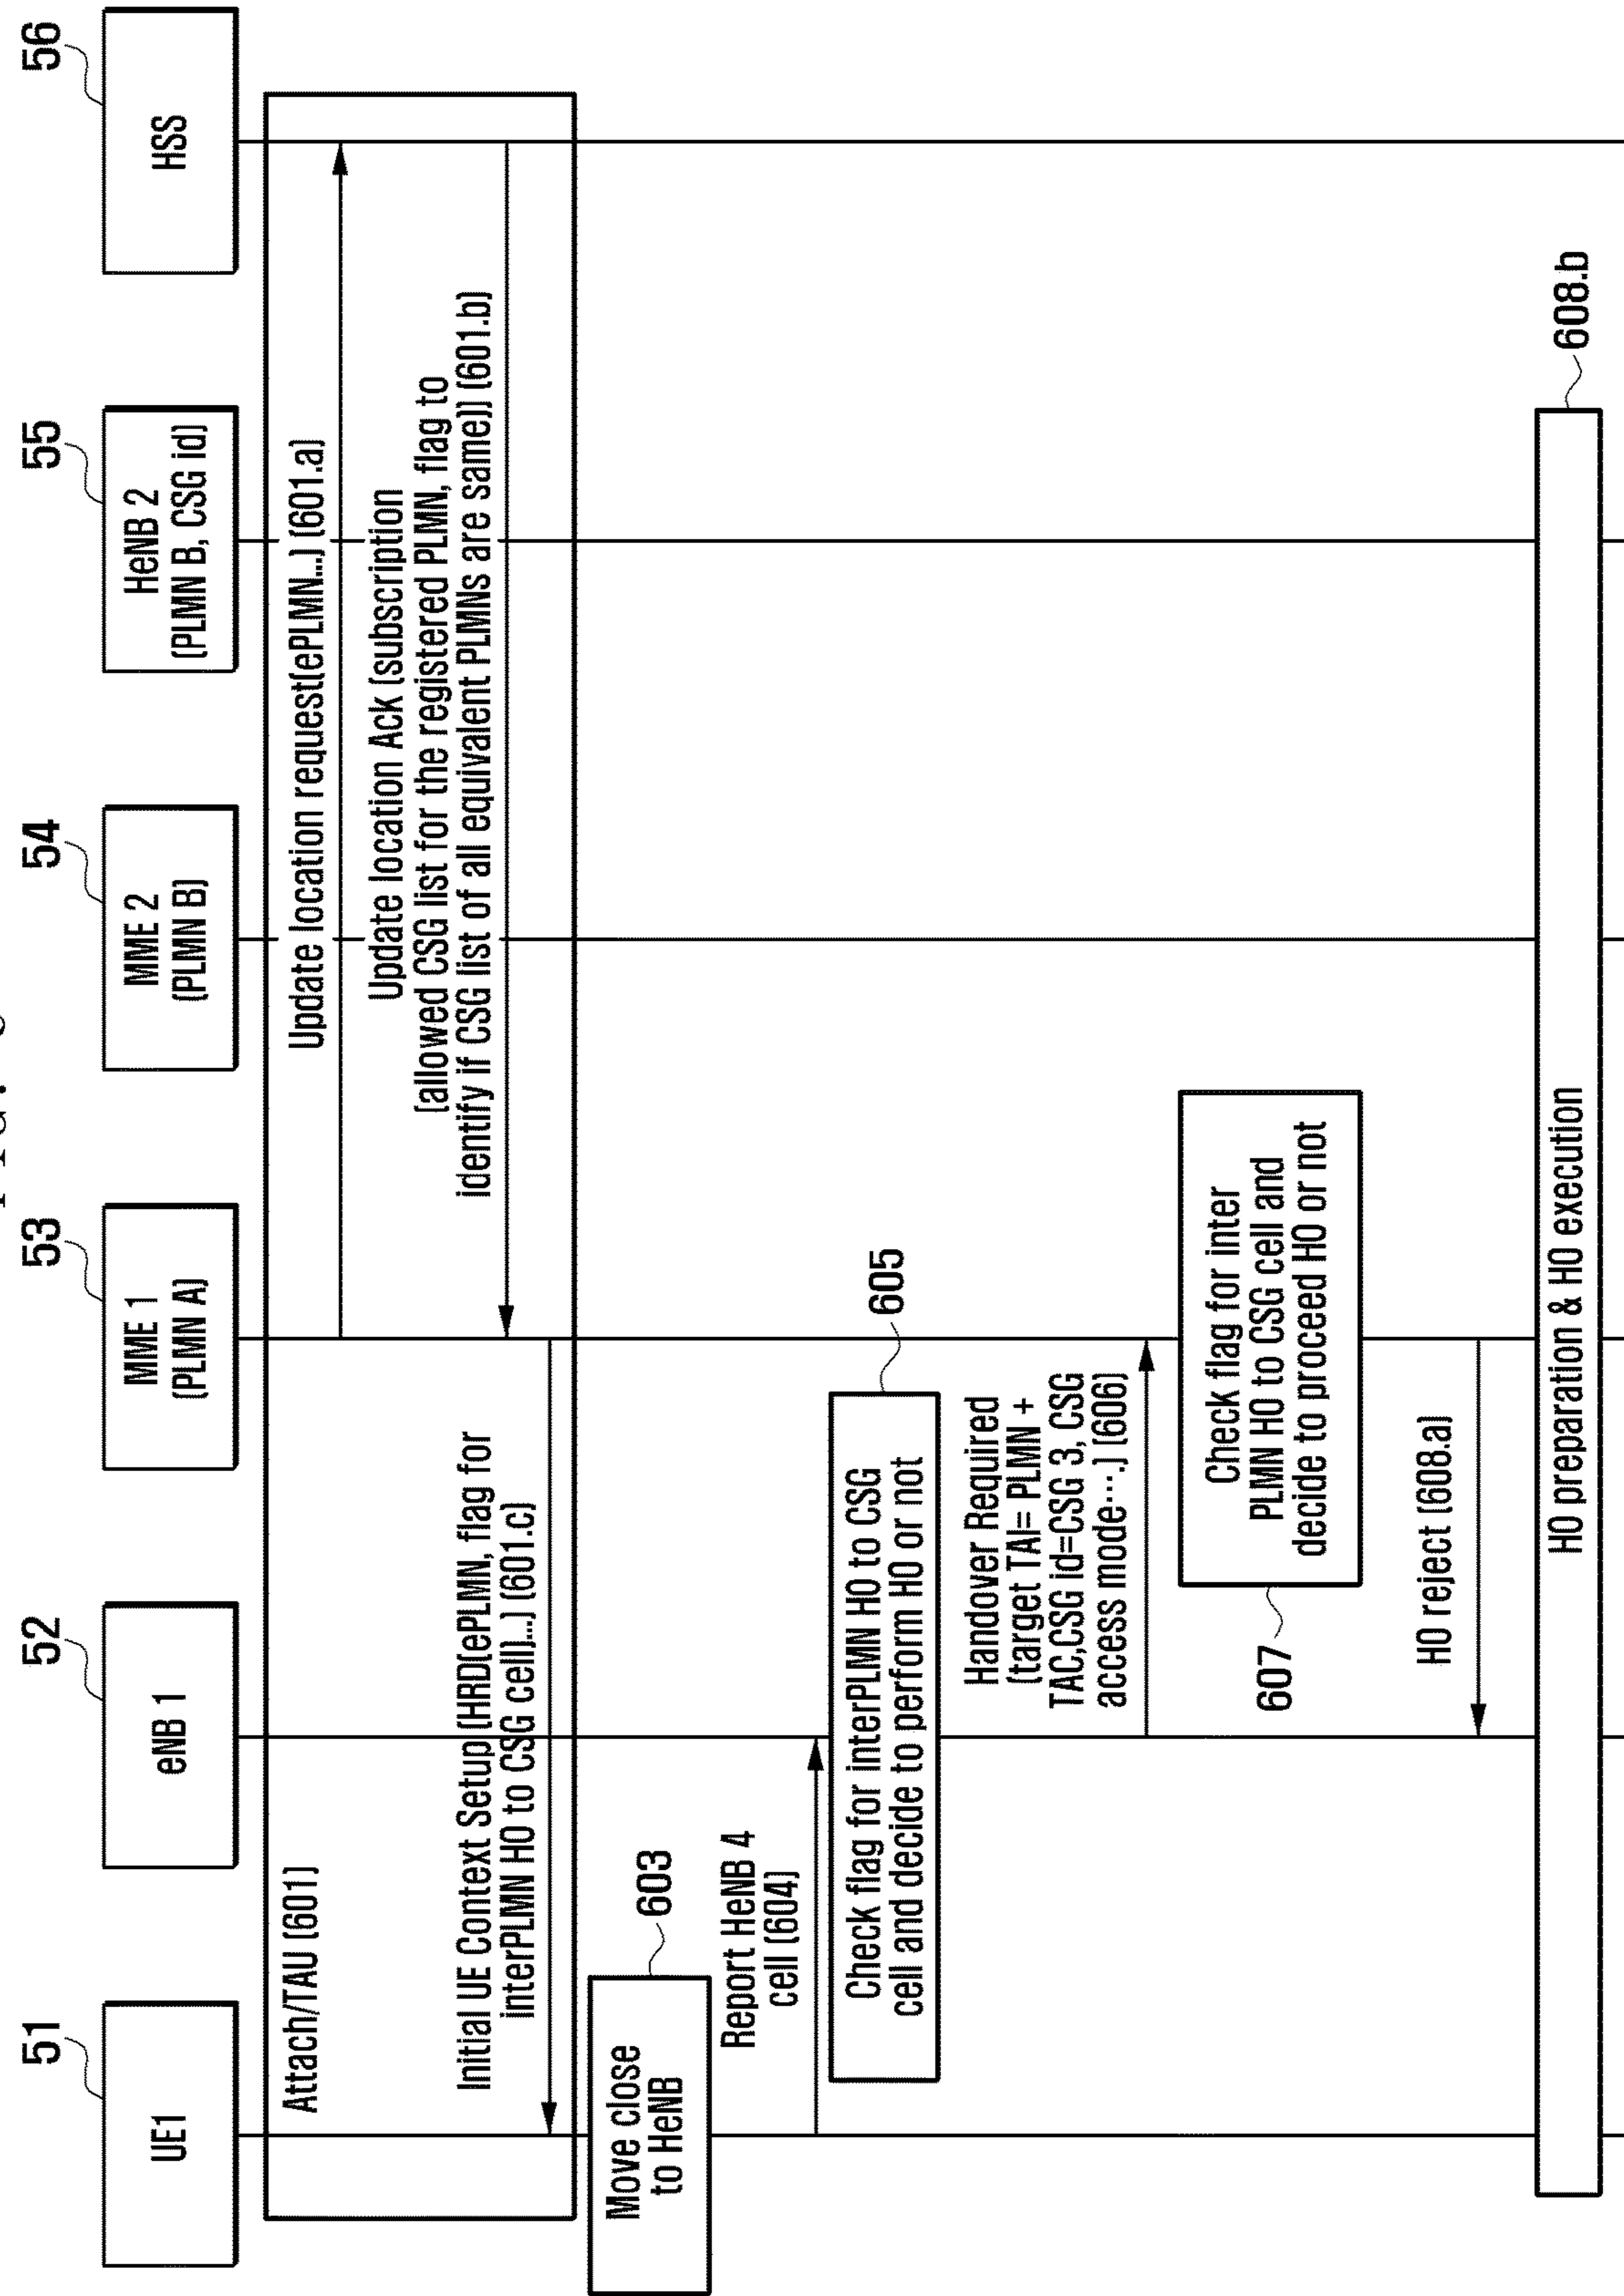 51
52
53
54
55
56
UE1
eNB 1
MME 1
(PLMN A)
MME 2
(PLMN B)
HeNB 2
(PLMN B, CSG id)
HSS
Attach/TAU (601)
Update location request(ePLMN...) (601.a)
Update location Ack (subscription
(allowed CSG list for the registered PLMN, flag to
identify if CSG list of all equivalent PLMNs are same)) (601.b)
Initial UE Context Setup (HRD(ePLMN, flag for
interPLMN HO to CSG cell)...) (601.c)
Move close
to HeNB
603
Report HeNB 4
cell (604)
Check flag for interPLMN HO to CSG
cell and decide to perform HO or not
605
Handover Required
(target TAI= PLMN +
TAC,CSG id=CSG 3, CSG
access mode….) (606)
Check flag for inter
PLMN HO to CSG cell and
decide to proceed HO or not
607
HO reject (608.a)
HO preparation & HO execution
608.b